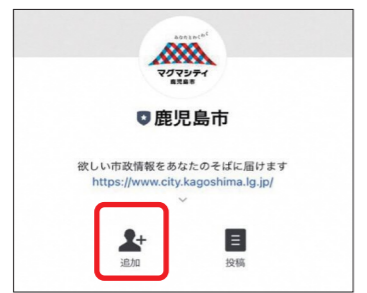 マグマシティ
鹿児島市
鹿児島市
欲しい市政情報をあなたのそばに届けます
https://www.city.kagoshima.lg.jp/
追加
投稿